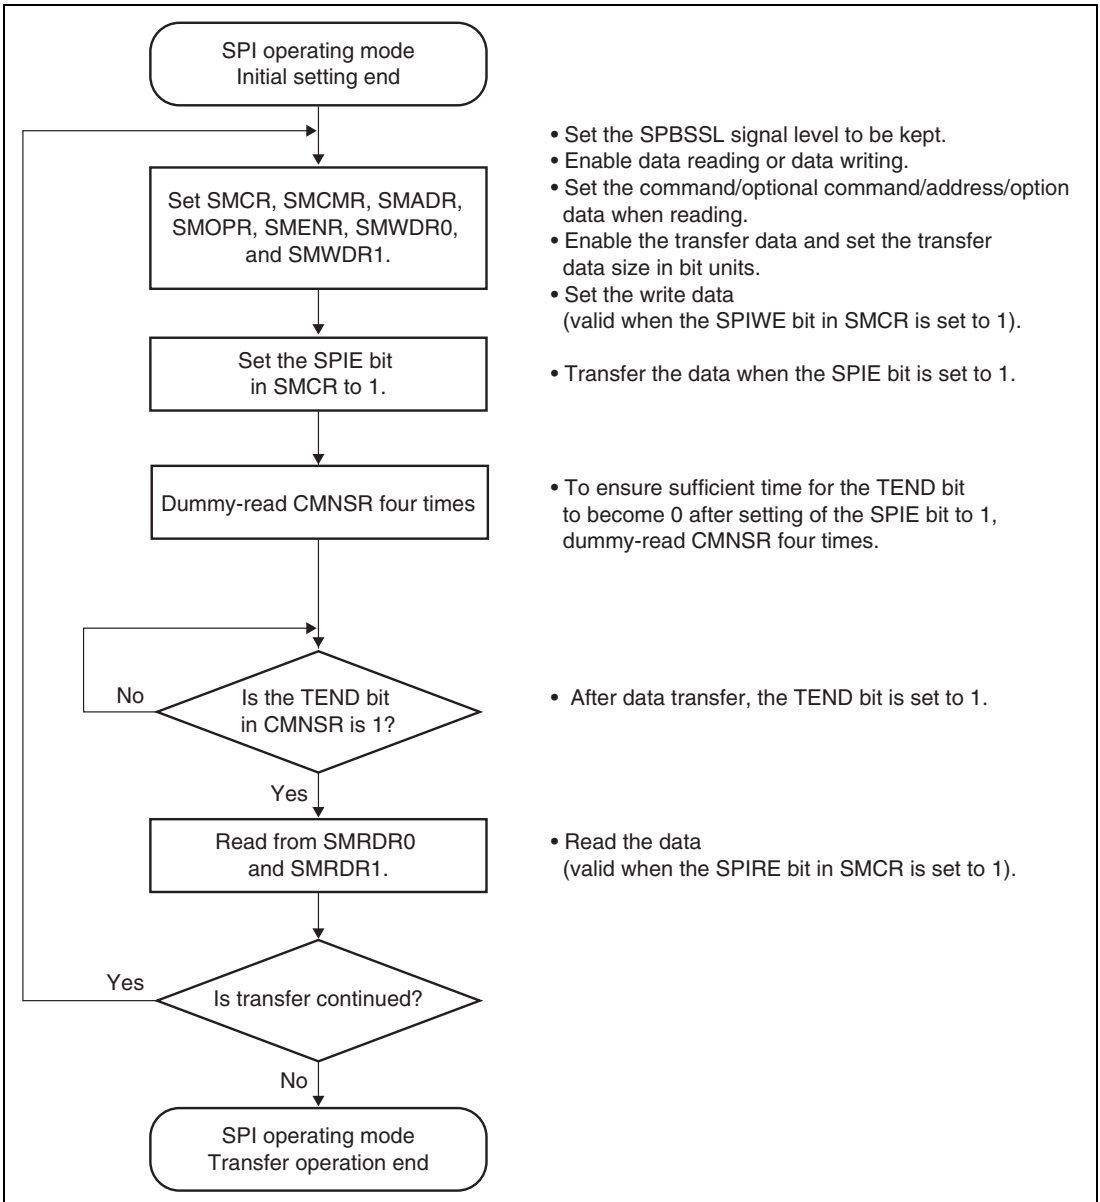 SPI operating mode
Initial setting end
Set SMCR, SMCMR, SMADR,
SMOPR, SMENR, SMWDR0,
and SMWDR1.
• Set the SPBSSL signal level to be kept.
• Enable data reading or data writing.
• Set the command/optional command/address/option
data when reading.
• Enable the transfer data and set the transfer
data size in bit units.
• Set the write data
(valid when the SPIWE bit in SMCR is set to 1).
Set the SPIE bit
in SMCR to 1.
• Transfer the data when the SPIE bit is set to 1.
Dummy-read CMNSR four times
• To ensure sufficient time for the TEND bit
to become 0 after setting of the SPIE bit to 1,
dummy-read CMNSR four times.
No
Is the TEND bit
in CMNSR is 1?
• After data transfer, the TEND bit is set to 1.
Yes
Read from SMRDR0
and SMRDR1.
• Read the data
(valid when the SPIRE bit in SMCR is set to 1).
Yes
Is transfer continued?
No
SPI operating mode
Transfer operation end